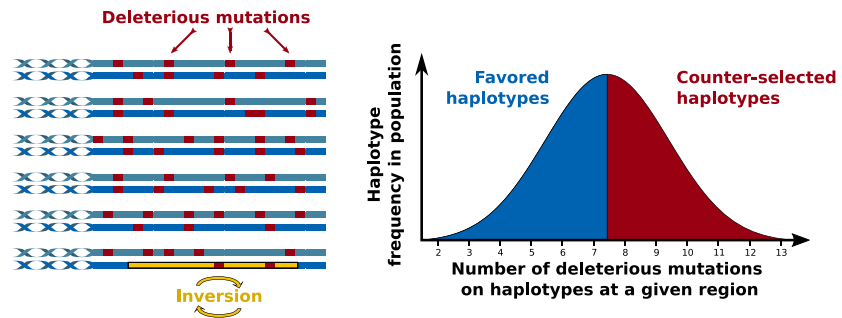 Deleterious mutations
Inversion
Haplotype
frequency in population
Favored
haplotypes
Counter-selected
haplotypes
2 3 4 5 6 7 8 9 10 11 12 13
Number of deleterious mutations
on haplotypes at a given region